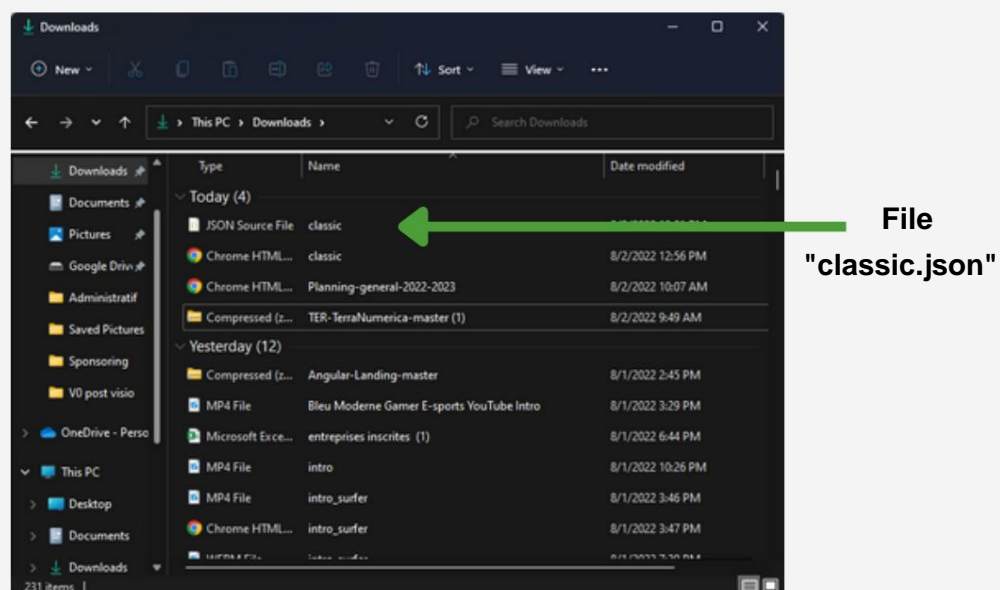 Downloads
New Sort View •••
This PC > Downloads > Search Downloads
Type Name Date modified
Downloads
Documents
Pictures
Google Driv
Administratif
Saved Pictures
Sponsoring
V0 post visio
OneDrive - Perso
This PC
Desktop
Documents
Downloads
Today (4)
JSON Source File classic
Chrome HTML... classic 8/2/2022 12:56 PM
Chrome HTML... Planning-general-2022-2023 8/2/2022 10:07 AM
Compressed (z... TER-TerraNumerica-master (1) 8/2/2022 9:49 AM
Yesterday (12)
Compressed (z... Angular-Landing-master 8/1/2022 2:45 PM
MP4 File Bleu Moderne Gamer E-sports YouTube Intro 8/1/2022 3:29 PM
Microsoft Exce... entreprises inscrites (1) 8/1/2022 6:44 PM
MP4 File intro 8/1/2022 10:26 PM
MP4 File intro_surfer 8/1/2022 3:46 PM
Chrome HTML... intro_surfer 8/1/2022 3:47 PM
231 items
File
"classic.json"